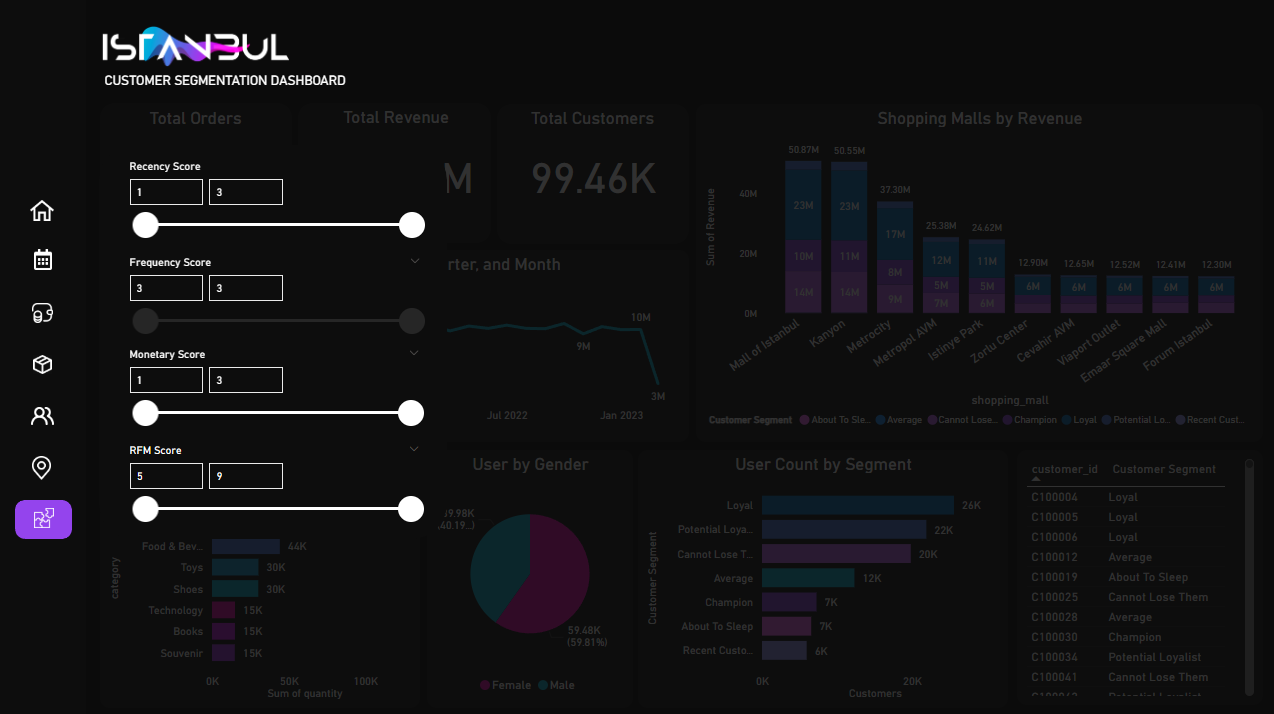 ISTANBUL
CUSTOMER SEGMENTATION DASHBOARD
Total Orders
Total Revenue
M
Total Customers
99.46K
Recency Score
1
3
Frequency Score
3
3
Monetary Score
1
3
RFM Score
5
9
Shopping Malls by Revenue
Sum of Revenue
40M
20M
0M
50.87M
23M
10M
14M
50.55M
23M
11M
14M
37.30M
17M
8M
9M
25.38M
12M
5M
7M
24.62M
11M
5M
6M
12.90M
6M
12.65M
6M
12.52M
6M
12.41M
6M
12.30M
6M
Mall of Istanbul
Kanyon
Metrocity
Metropol AVM
Istinye Park
Zorlu Center
Cevahir AVM
Viaport Outlet
Emaar Square Mall
Forum Istanbul
shopping_mall
Customer Segment
About To Sle...
Average
Cannot Lose...
Champion
Loyal
Potential Lo...
Recent Cust...
rter, and Month
10M
9M
3M
Jul 2022
Jan 2023
category
Food & Bev...
44K
Toys
30K
Shoes
30K
Technology
15K
Books
15K
Souvenir
15K
0K
50K
100K
Sum of quantity
User by Gender
9.98K
40.19...)
59.48K
(59.81%)
Female
Male
User Count by Segment
Customer Segment
Loyal
26K
Potential Loya...
22K
Cannot Lose T...
20K
Average
12K
Champion
7K
About To Sleep
7K
Recent Custo...
6K
0K
20K
Customers
customer_id Customer Segment
C100004 Loyal
C100005 Loyal
C100006 Loyal
C100012 Average
C100019 About To Sleep
C100025 Cannot Lose Them
C100028 Average
C100030 Champion
C100034 Potential Loyalist
C100041 Cannot Lose Them
Potential Loyalist